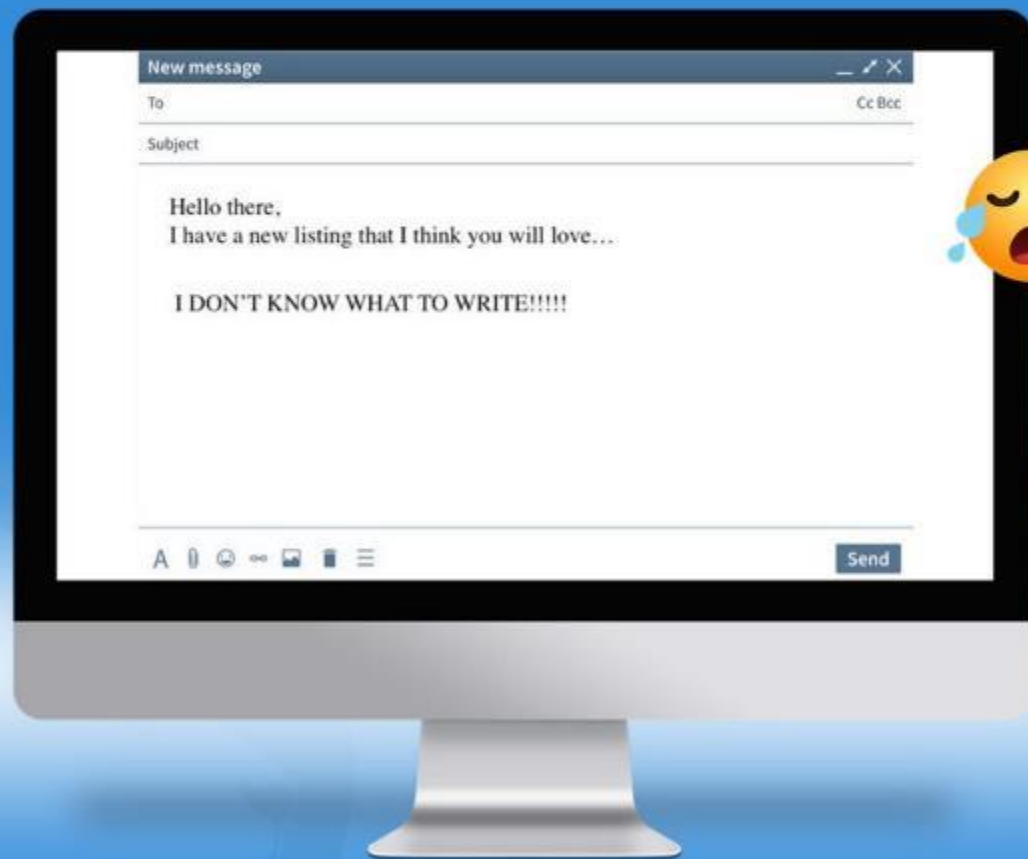 New message
To Cc Bcc
Subject
Hello there,
I have a new listing that I think you will love…
I DON’T KNOW WHAT TO WRITE!!!!!
A
Send